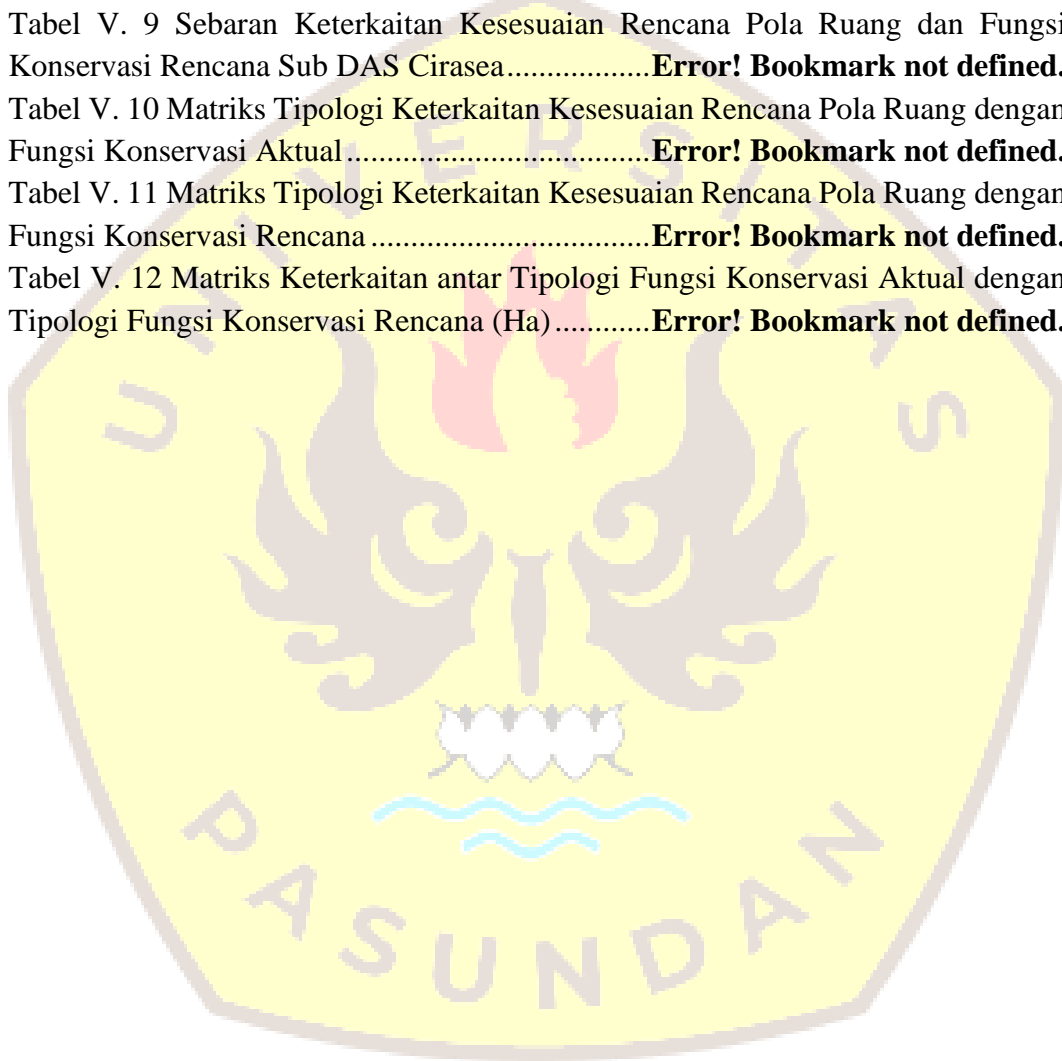 Tabel V. 9 Sebaran Keterkaitan Kesesuaian Rencana Pola Ruang dan Fungsi
Konservasi Rencana Sub DAS Cirasea.................Error! Bookmark not defined.
Tabel V. 10 Matriks Tipologi Keterkaitan Kesesuaian Rencana Pola Ruang dengan
Fungsi Konservasi Aktual.................................Error! Bookmark not defined.
Tabel V. 11 Matriks Tipologi Keterkaitan Kesesuaian Rencana Pola Ruang dengan
Fungsi Konservasi Rencana..............................Error! Bookmark not defined.
Tabel V. 12 Matriks Keterkaitan antar Tipologi Fungsi Konservasi Aktual dengan
Tipologi Fungsi Konservasi Rencana (Ha)............Error! Bookmark not defined.
UNIVERSITAS
PASUNDAN